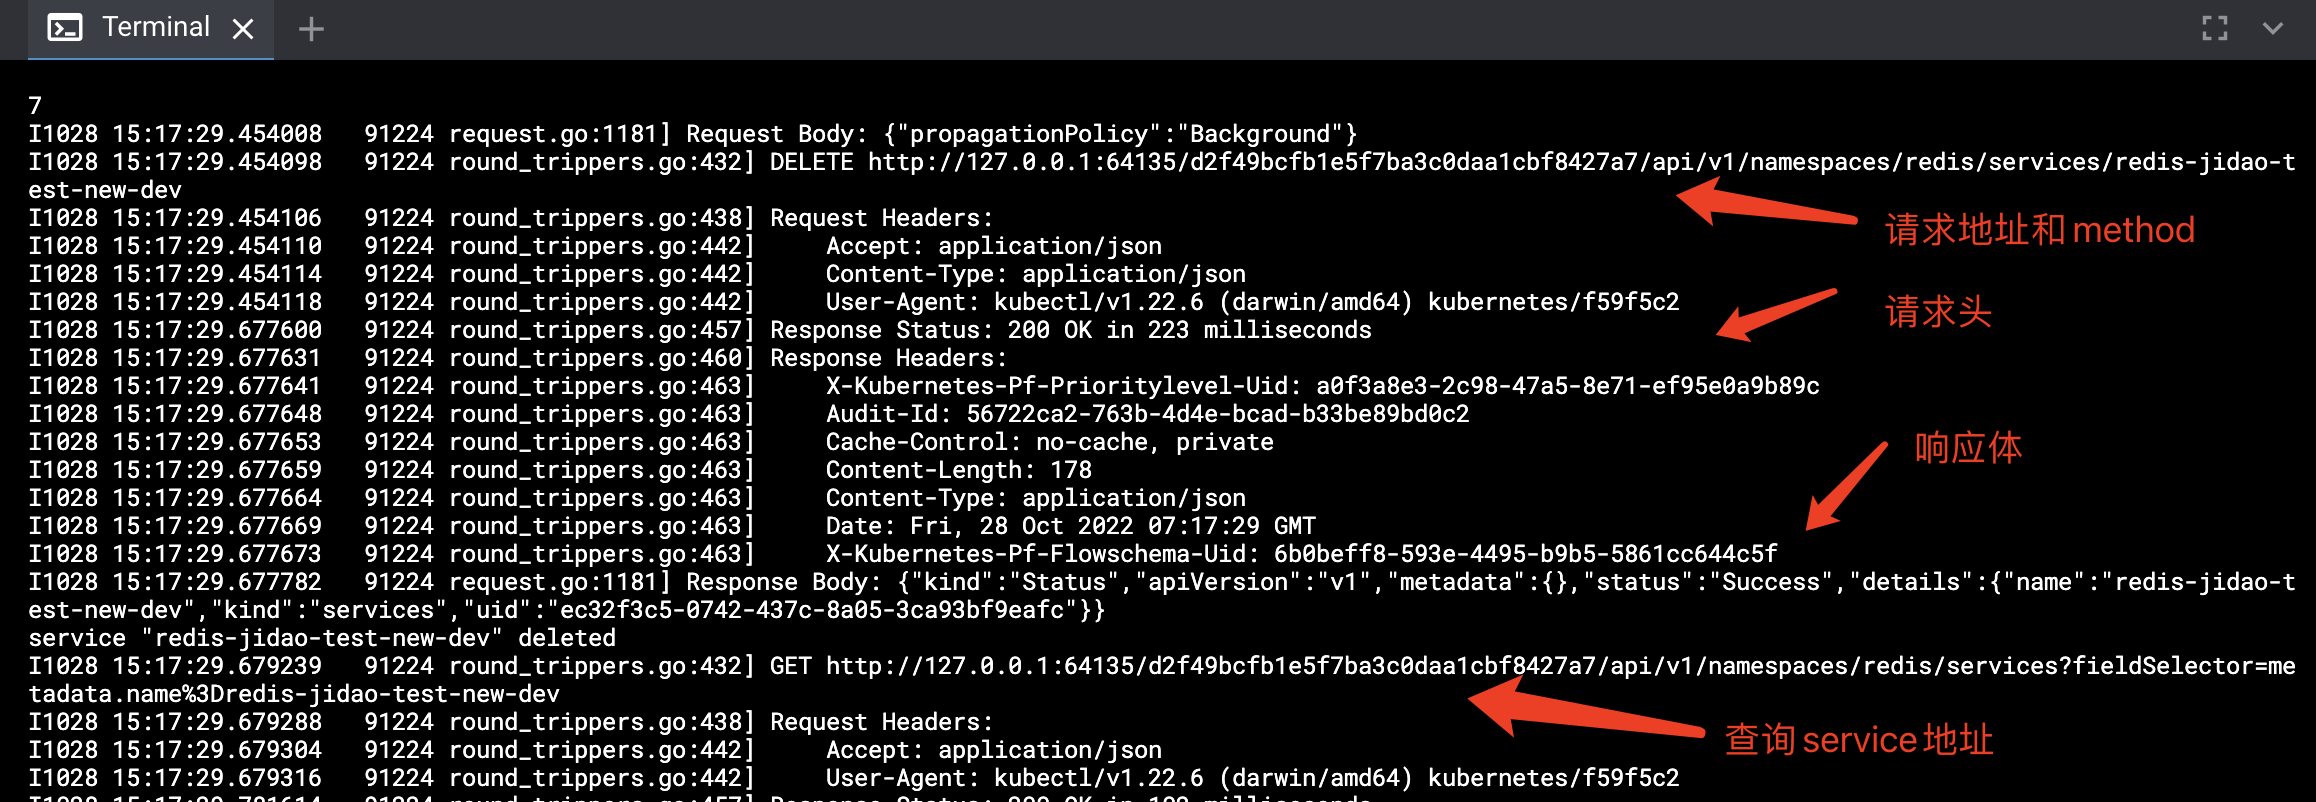 Terminal
7
I1028 15:17:29.454008   91224 request.go:1181] Request Body: {"propagationPolicy":"Background"}
I1028 15:17:29.454098   91224 round_trippers.go:432] DELETE http://127.0.0.1:64135/d2f49bcfb1e5f7ba3c0daa1cbf8427a7/api/v1/namespaces/redis/services/redis-jidao-t
est-new-dev
I1028 15:17:29.454106   91224 round_trippers.go:438] Request Headers:
请求地址和method
I1028 15:17:29.454110   91224 round_trippers.go:442]     Accept: application/json
I1028 15:17:29.454114   91224 round_trippers.go:442]     Content-Type: application/json
I1028 15:17:29.454118   91224 round_trippers.go:442]     User-Agent: kubectl/v1.22.6 (darwin/amd64) kubernetes/f59f5c2
请求头
I1028 15:17:29.677600   91224 round_trippers.go:457] Response Status: 200 OK in 223 milliseconds
I1028 15:17:29.677631   91224 round_trippers.go:460] Response Headers:
I1028 15:17:29.677641   91224 round_trippers.go:463]     X-Kubernetes-Pf-Prioritylevel-Uid: a0f3a8e3-2c98-47a5-8e71-ef95e0a9b89c
I1028 15:17:29.677648   91224 round_trippers.go:463]     Audit-Id: 56722ca2-763b-4d4e-bcad-b33be89bd0c2
I1028 15:17:29.677653   91224 round_trippers.go:463]     Cache-Control: no-cache, private
响应体
I1028 15:17:29.677659   91224 round_trippers.go:463]     Content-Length: 178
I1028 15:17:29.677664   91224 round_trippers.go:463]     Content-Type: application/json
I1028 15:17:29.677669   91224 round_trippers.go:463]     Date: Fri, 28 Oct 2022 07:17:29 GMT
I1028 15:17:29.677673   91224 round_trippers.go:463]     X-Kubernetes-Pf-Flowschema-Uid: 6b0beff8-593e-4495-b9b5-5861cc644c5f
I1028 15:17:29.677782   91224 request.go:1181] Response Body: {"kind":"Status","apiVersion":"v1","metadata":{},"status":"Success","details":{"name":"redis-jidao-t
est-new-dev","kind":"services","uid":"ec32f3c5-0742-437c-8a05-3ca93bf9eafc"}}
service "redis-jidao-test-new-dev" deleted
I1028 15:17:29.679239   91224 round_trippers.go:432] GET http://127.0.0.1:64135/d2f49bcfb1e5f7ba3c0daa1cbf8427a7/api/v1/namespaces/redis/services?fieldSelector=me
tadata.name%3Dredis-jidao-test-new-dev
I1028 15:17:29.679288   91224 round_trippers.go:438] Request Headers:
查询service地址
I1028 15:17:29.679304   91224 round_trippers.go:442]     Accept: application/json
I1028 15:17:29.679316   91224 round_trippers.go:442]     User-Agent: kubectl/v1.22.6 (darwin/amd64) kubernetes/f59f5c2